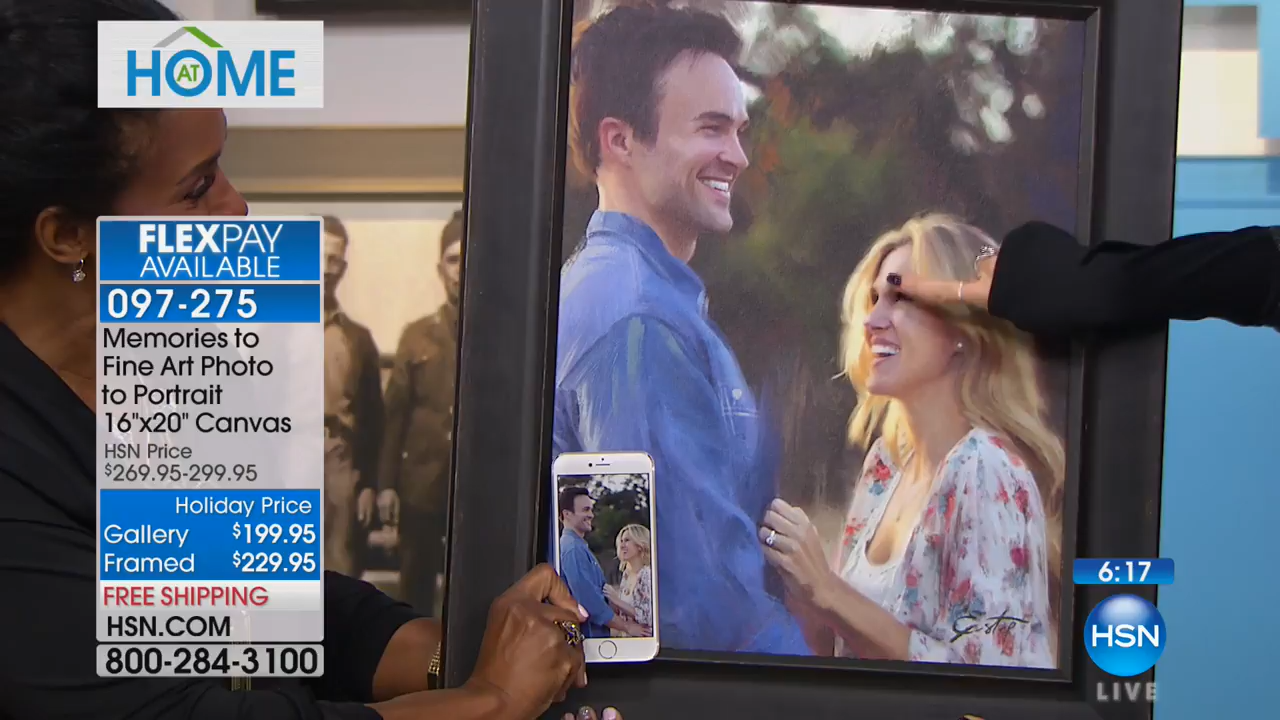 AT HOME
FLEXPAY
AVAILABLE
097-275
Memories to
Fine Art Photo
to Portrait
16"x20" Canvas
HSN Price
$269.95-299.95
Holiday Price
Gallery $199.95
Framed $229.95
FREE SHIPPING
HSN.COM
800-284-3100
6:17
HSN
LIVE